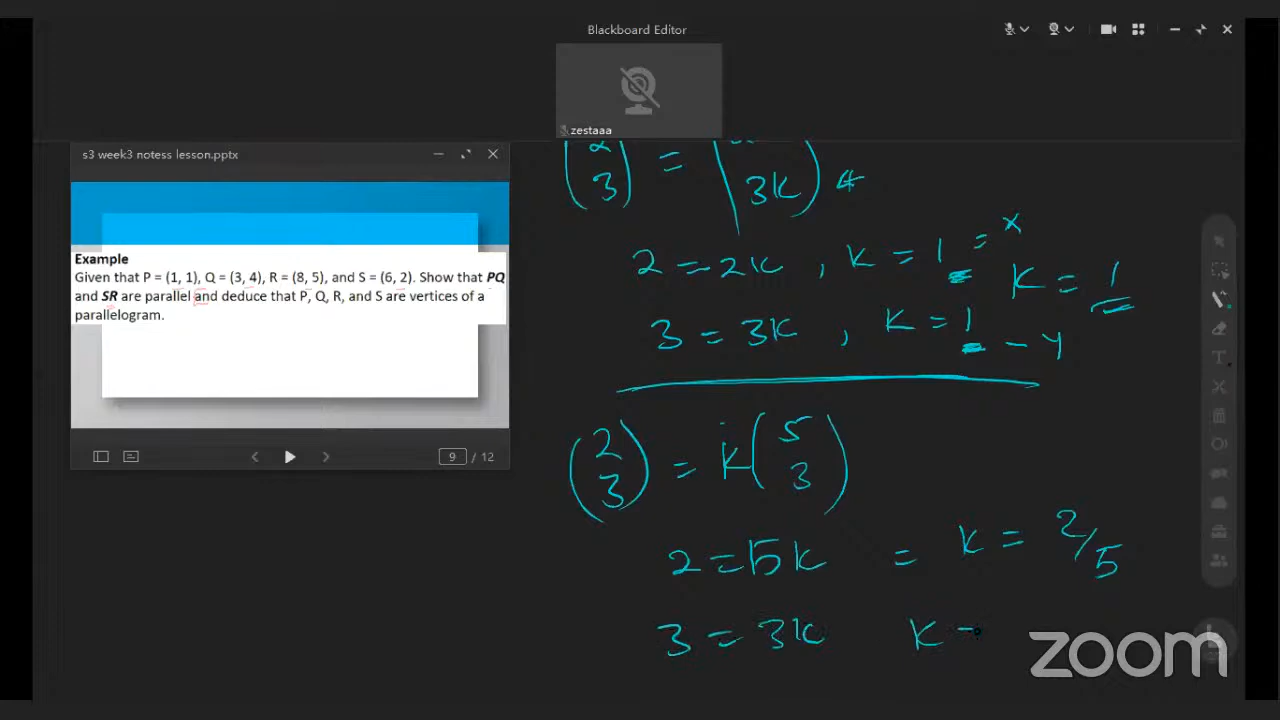 Blackboard Editor
zestaaa
s3 week3 notess lesson.pptx
Example
Given that P = (1, 1), Q = (3, 4), R = (8, 5), and S = (6, 2). Show that PQ
and SR are parallel and deduce that P, Q, R, and S are vertices of a
parallelogram.
9 / 12
3 = 3k
2 = 2k , k = 1 = x
k = 1
3 = 3k , k = 1 - y
( 2 3 ) = k ( 5 3 )
2 = 5k = k = 2/5
3 = 3k k =
zoom